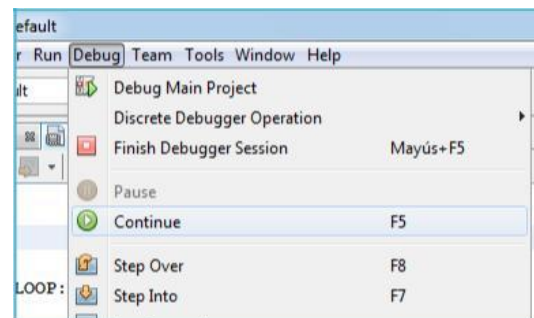 efault
r Run Debug Team Tools Window Help
ult
Debug Main Project
Discrete Debugger Operation
Finish Debugger Session Mayús+F5
Pause
Continue F5
Step Over F8
LOOP: Step Into F7